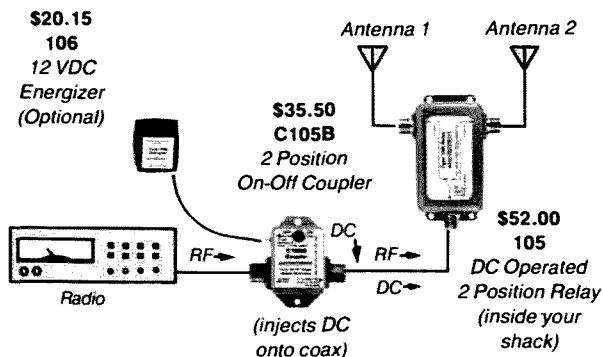 $20.15
106
12 VDC
Energizer
(Optional)
$35.50
C105B
2 Position
On-Off Coupler
Antenna 1
Antenna 2
Radio
RF→
DC
RF→
DC→
(injects DC
onto coax)
$52.00
105
DC Operated
2 Position Relay
(inside your
shack)